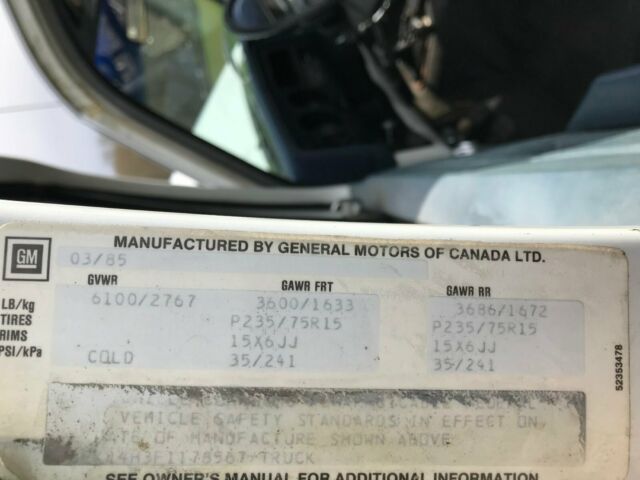 GM
MANUFACTURED BY GENERAL MOTORS OF CANADA LTD.
03/85
GVWR GAWR FRT GAWR RR
LB/kg 6100/2767 3600/1633 3686/1672
TIRES P235/75R15 P235/75R15
RIMS 15X6JJ 15X6JJ
PSI/kPa COLD 35/241 35/241
52353478
VEHICLE SAFETY STANDARDS IN EFFECT ON
OF MANUFACTURE SHOWN ABOVE
TRUCK
SEE OWNER'S MANUAL FOR ADDITIONAL INFORMATION